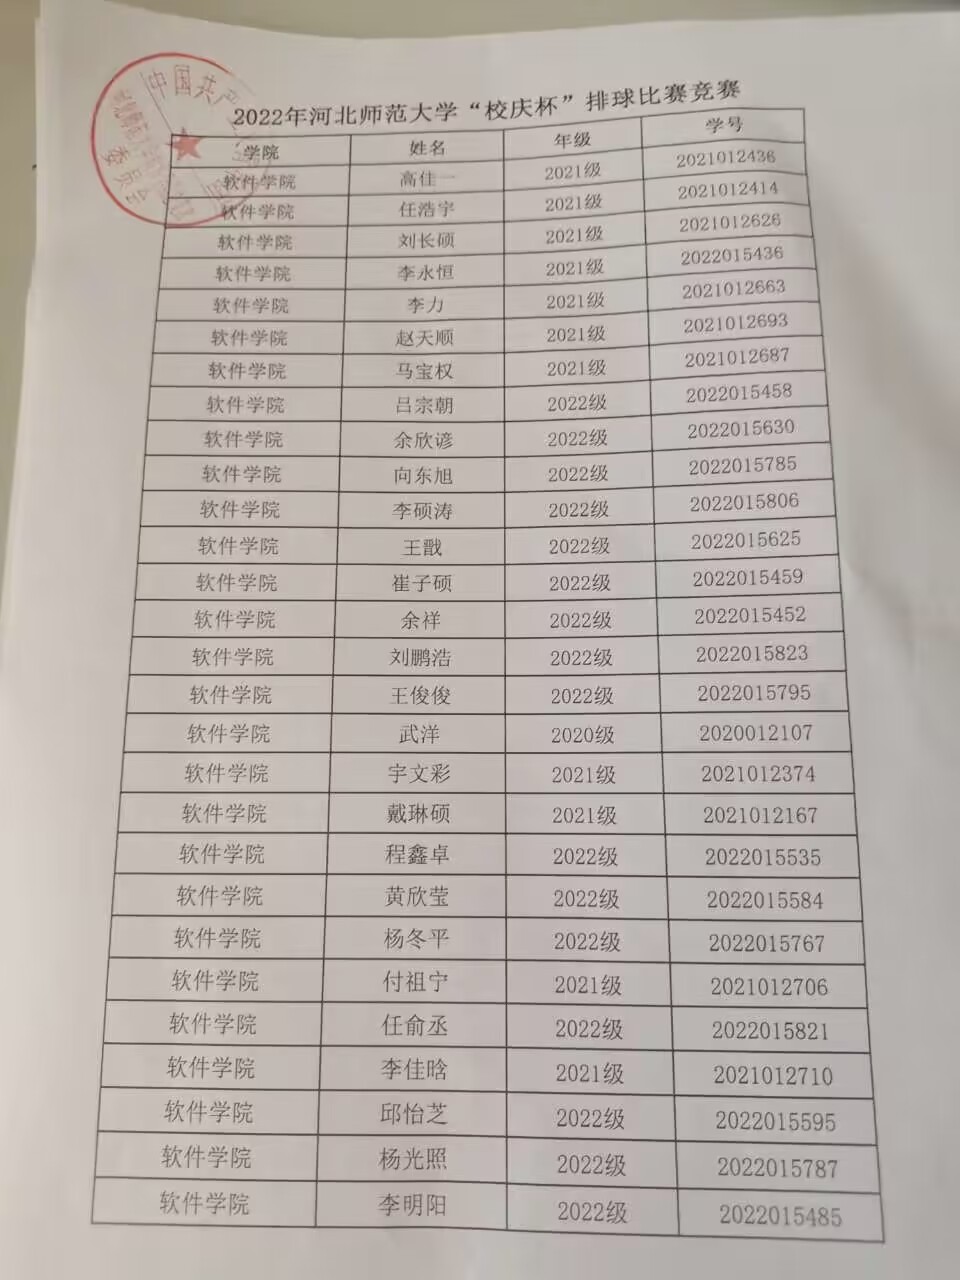 2022年河北师范大学“校庆杯”排球比赛竞赛
中国共产
委员会
学院 姓名 年级 学号
软件学院 高佳一 2021级 2021012436
软件学院 任浩宇 2021级 2021012414
软件学院 刘长硕 2021级 2021012626
软件学院 李永恒 2021级 2022015436
软件学院 李力 2021级 2021012663
软件学院 赵天顺 2021级 2021012693
软件学院 马宝权 2021级 2021012687
软件学院 吕宗朝 2022级 2022015458
软件学院 余欣谚 2022级 2022015630
软件学院 向东旭 2022级 2022015785
软件学院 李硕涛 2022级 2022015806
软件学院 王戬 2022级 2022015625
软件学院 崔子硕 2022级 2022015459
软件学院 余祥 2022级 2022015452
软件学院 刘鹏浩 2022级 2022015823
软件学院 王俊俊 2022级 2022015795
软件学院 武洋 2020级 2020012107
软件学院 宇文彩 2021级 2021012374
软件学院 戴琳硕 2021级 2021012167
软件学院 程鑫卓 2022级 2022015535
软件学院 黄欣莹 2022级 2022015584
软件学院 杨冬平 2022级 2022015767
软件学院 付祖宁 2021级 2021012706
软件学院 任俞丞 2022级 2022015821
软件学院 李佳晗 2021级 2021012710
软件学院 邱怡芝 2022级 2022015595
软件学院 杨光照 2022级 2022015787
软件学院 李明阳 2022级 2022015485